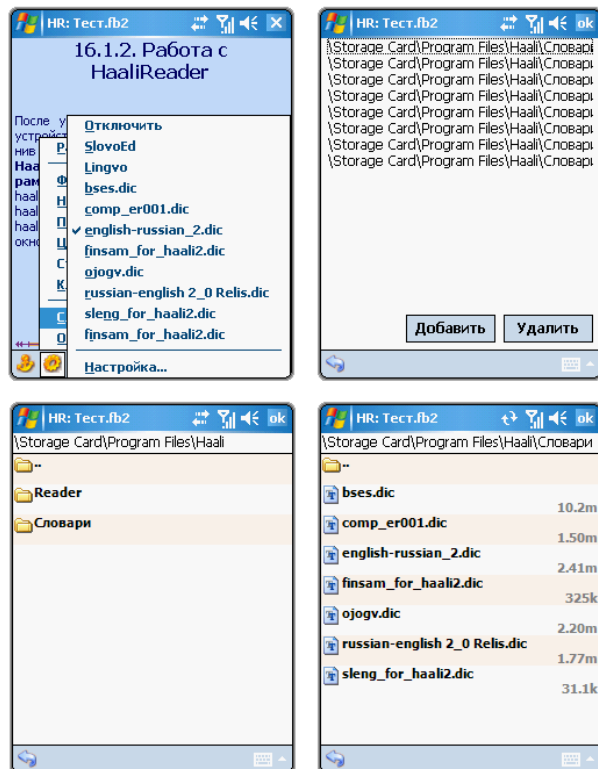 HR: Тест.fb2
16.1.2. Работа с
HaaliReader
После у
устройст
нив
Наа
рам
haal
haal
haal
окно
Отключить
SlovoEd
Lingvo
bses.dic
comp_er001.dic
english-russian_2.dic
finsam_for_haali2.dic
ojogv.dic
russian-english 2_0 Relis.dic
sleng_for_haali2.dic
finsam_for_haali2.dic
Настройка...
HR: Тест.fb2 ok
\Storage Card\Program Files\Haali\Словари
\Storage Card\Program Files\Haali\Словари
\Storage Card\Program Files\Haali\Словари
\Storage Card\Program Files\Haali\Словари
\Storage Card\Program Files\Haali\Словари
\Storage Card\Program Files\Haali\Словари
\Storage Card\Program Files\Haali\Словари
\Storage Card\Program Files\Haali\Словари
Добавить Удалить
HR: Тест.fb2 ok
\Storage Card\Program Files\Haali
..
Reader
Словари
HR: Тест.fb2 ok
\Storage Card\Program Files\Haali\Словари
..
bses.dic
10.2m
comp_er001.dic
1.50m
english-russian_2.dic
2.41m
finsam_for_haali2.dic
325k
ojogv.dic
2.20m
russian-english 2_0 Relis.dic
1.77m
sleng_for_haali2.dic
31.1k